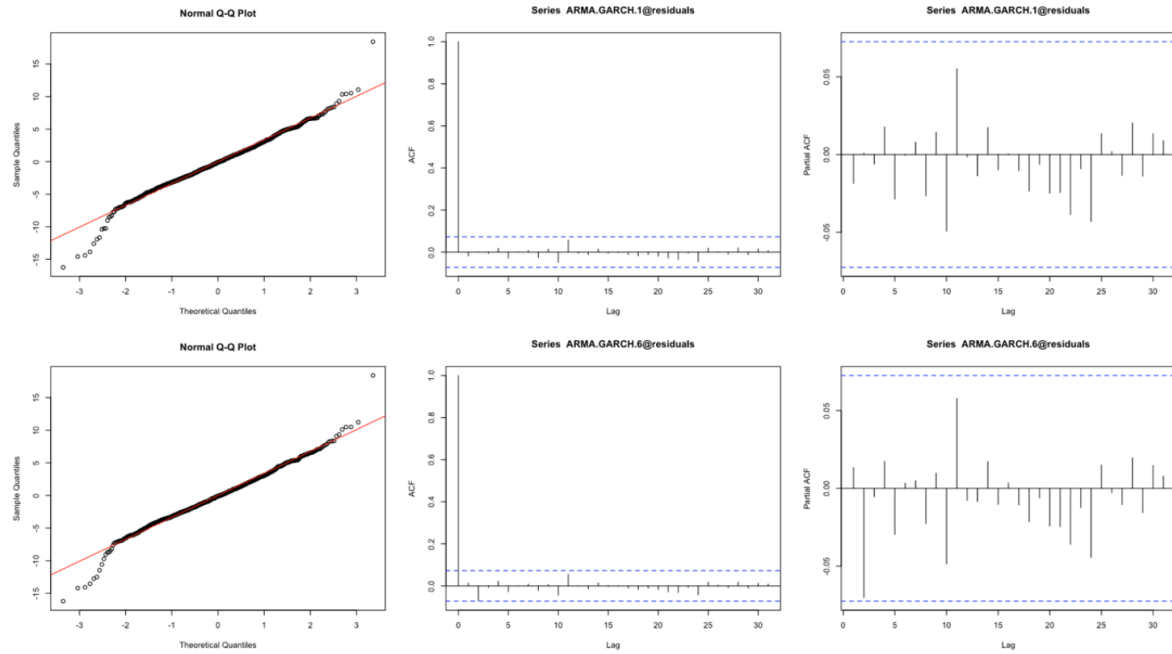 Normal Q-Q Plot
Sample Quantiles
15
10
5
0
-5
-10
-15
-3 -2 -1 0 1 2 3
Theoretical Quantiles
Series ARMA.GARCH.1@residuals
ACF
1.0
0.8
0.6
0.4
0.2
0.0
0 5 10 15 20 25 30
Lag
Series ARMA.GARCH.1@residuals
Partial ACF
0.05
0.00
-0.05
0 5 10 15 20 25 30
Lag
Normal Q-Q Plot
Sample Quantiles
15
10
5
0
-5
-10
-15
-3 -2 -1 0 1 2 3
Theoretical Quantiles
Series ARMA.GARCH.6@residuals
ACF
1.0
0.8
0.6
0.4
0.2
0.0
0 5 10 15 20 25 30
Lag
Series ARMA.GARCH.6@residuals
Partial ACF
0.05
0.00
-0.05
0 5 10 15 20 25 30
Lag